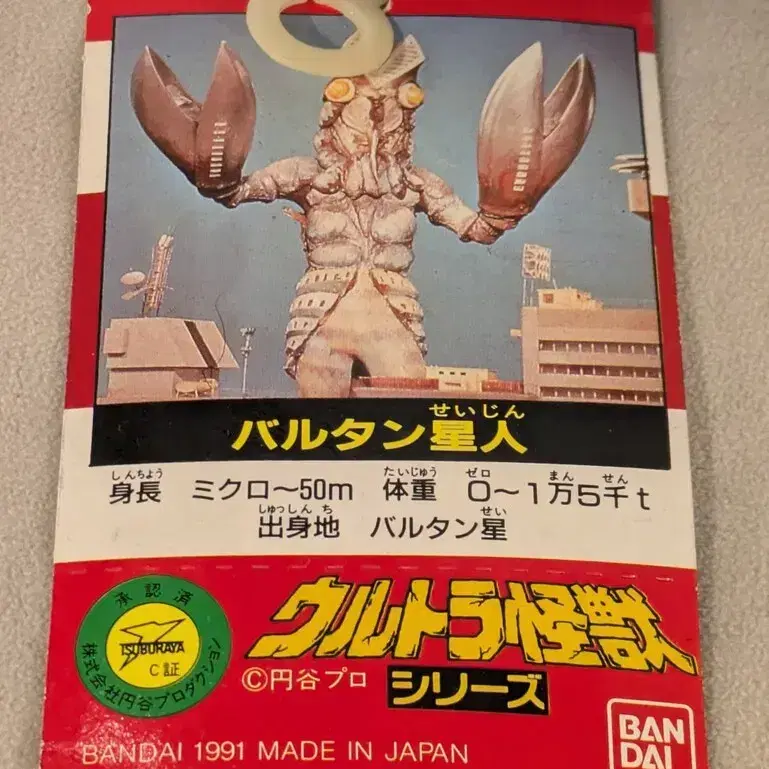 せいじん
バルタン星人
しんちょう たいじゅう ゼロ まん せん
身長 ミクロ～50m 体重 0～1万5千t
しゅっしん ち せい
出身地 バルタン星
承認済
TSUBURAYA
C証
株式会社円谷プロダクション
ウルトラ怪獣
©円谷プロ シリーズ
BANDAI 1991 MADE IN JAPAN
BAN
DAI